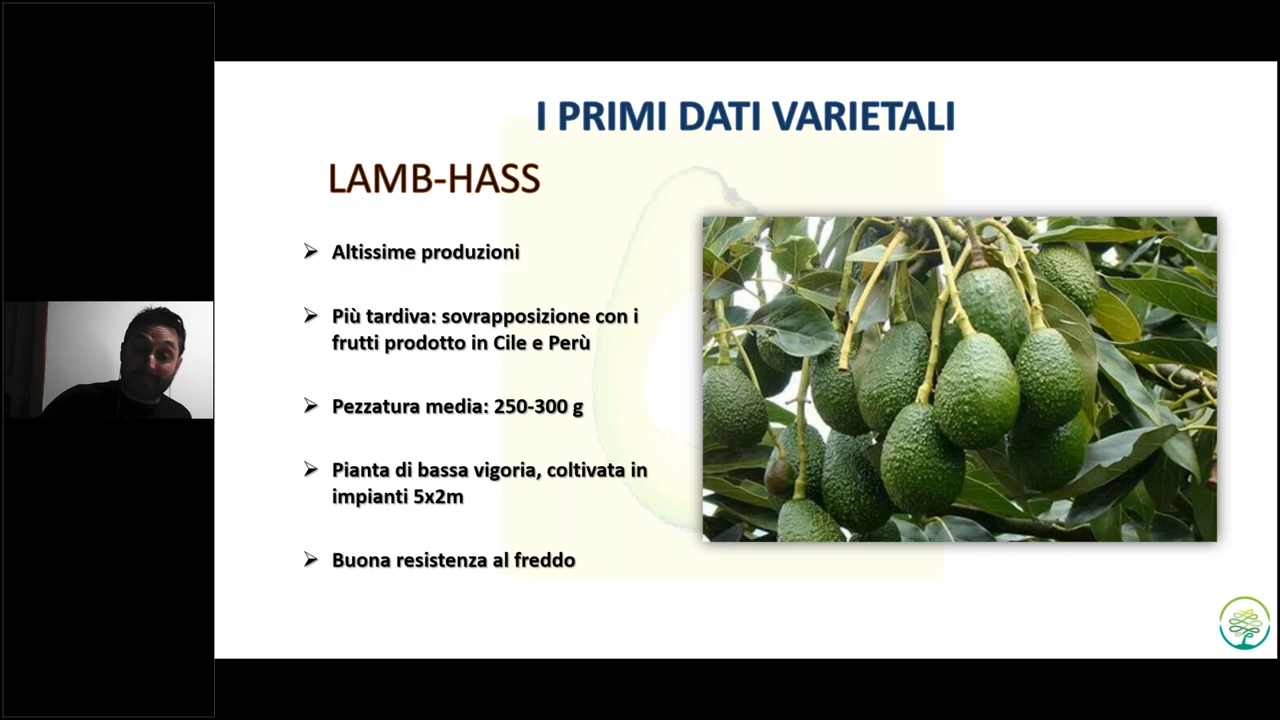 I PRIMI DATI VARIETALI
LAMB-HASS
Altissime produzioni
Più tardiva: sovrapposizione con i
frutti prodotto in Cile e Perù
Pezzatura media: 250-300 g
Pianta di bassa vigoria, coltivata in
impianti 5x2m
Buona resistenza al freddo